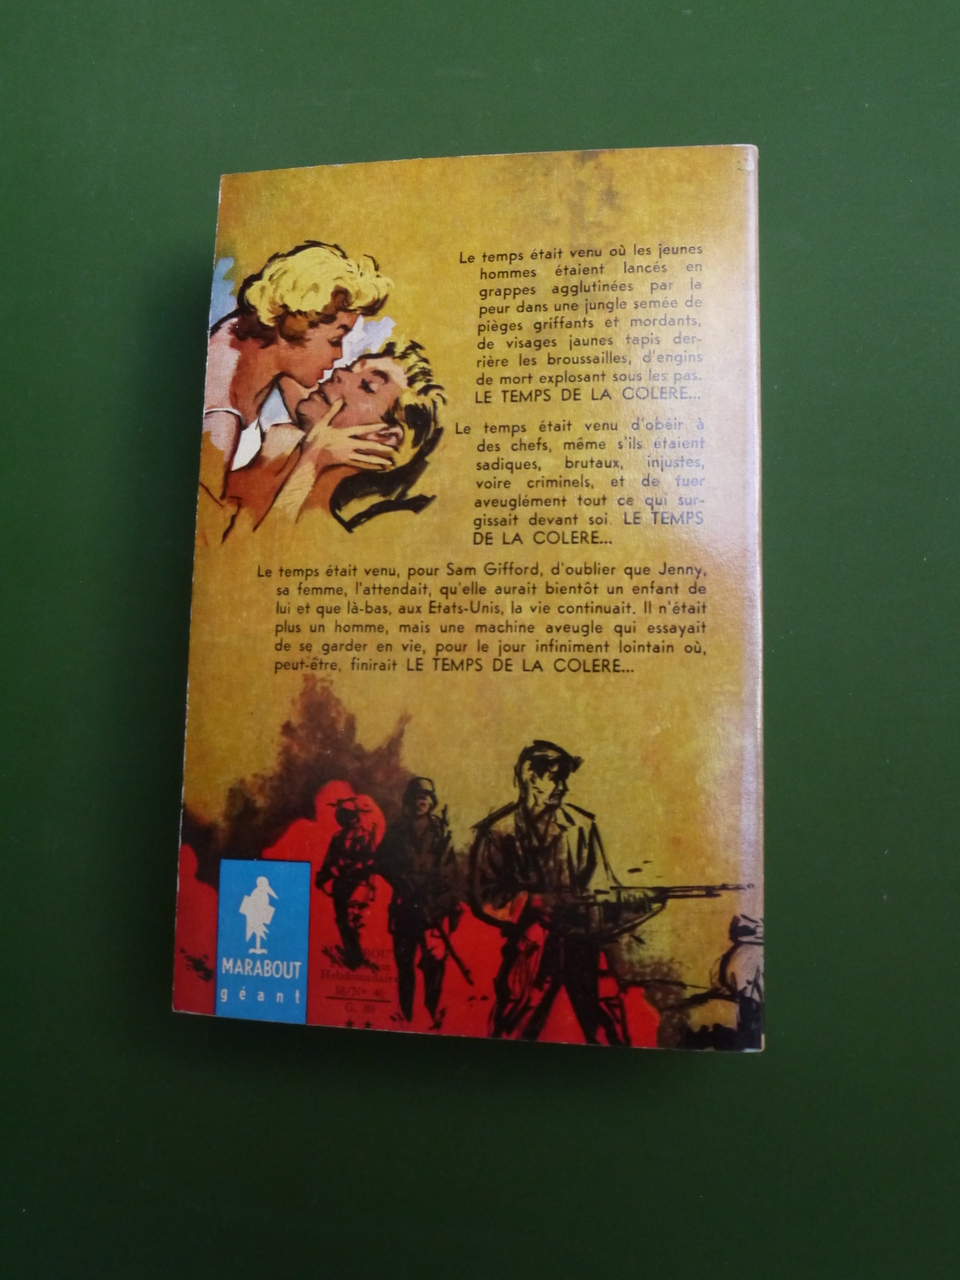 Le temps était venu où les jeunes
hommes étaient lancés en
grappes agglutinées par la
peur dans une jungle semée de
pièges griffants et mordants,
de visages jaunes tapis der-
rière les broussailles, d'engins
de mort explosant sous les pas.
LE TEMPS DE LA COLERE...
Le temps était venu d'obéir à
des chefs, même s'ils étaient
sadiques, brutaux, injustes,
voire criminels, et de tuer
aveuglément tout ce qui sur-
gissait devant soi. LE TEMPS
DE LA COLERE...
Le temps était venu, pour Sam Gifford, d'oublier que Jenny,
sa femme, l'attendait, qu'elle aurait bientôt un enfant de
lui et que là-bas, aux Etats-Unis, la vie continuait. Il n'était
plus un homme, mais une machine aveugle qui essayait
de se garder en vie, pour le jour infiniment lointain où,
peut-être, finirait LE TEMPS DE LA COLERE...
MARABOUT
géant
Hebdomadaire
58/N° 46